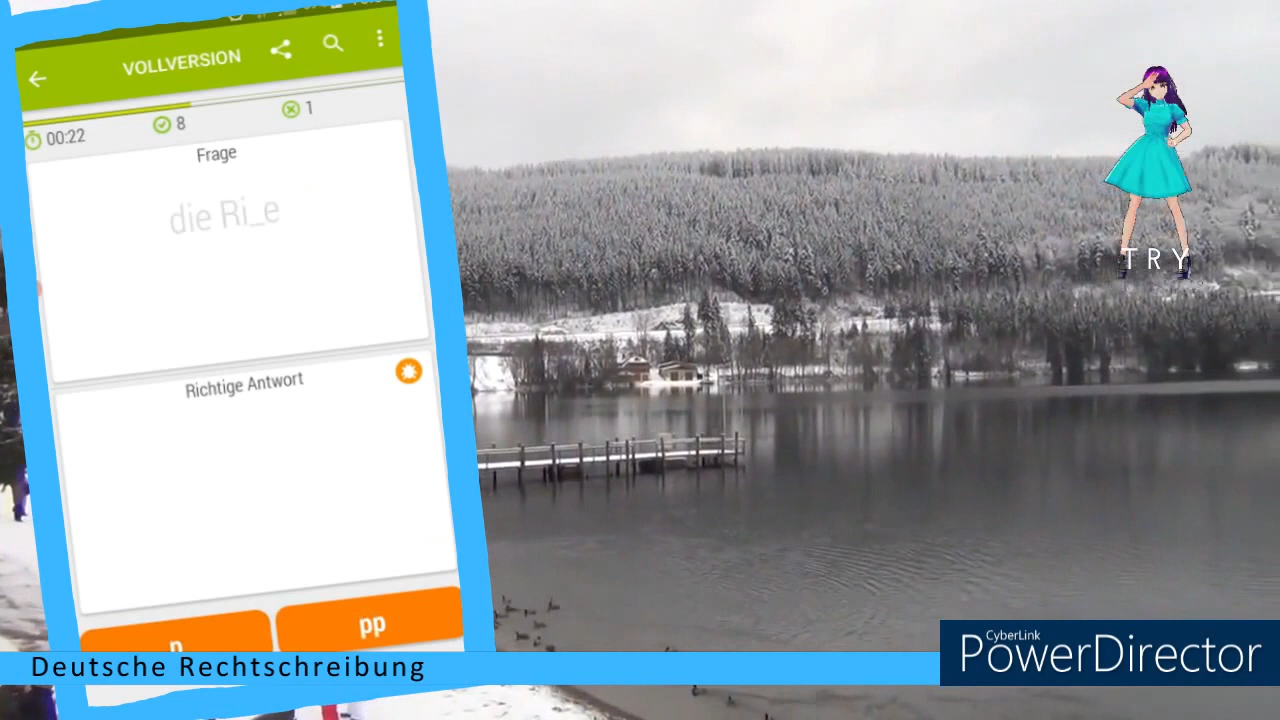 VOLLVERSION
00:22 8 1
Frage
die Ri_e
Richtige Antwort
pp
Deutsche Rechtschreibung
TRY
CyberLink
PowerDirector